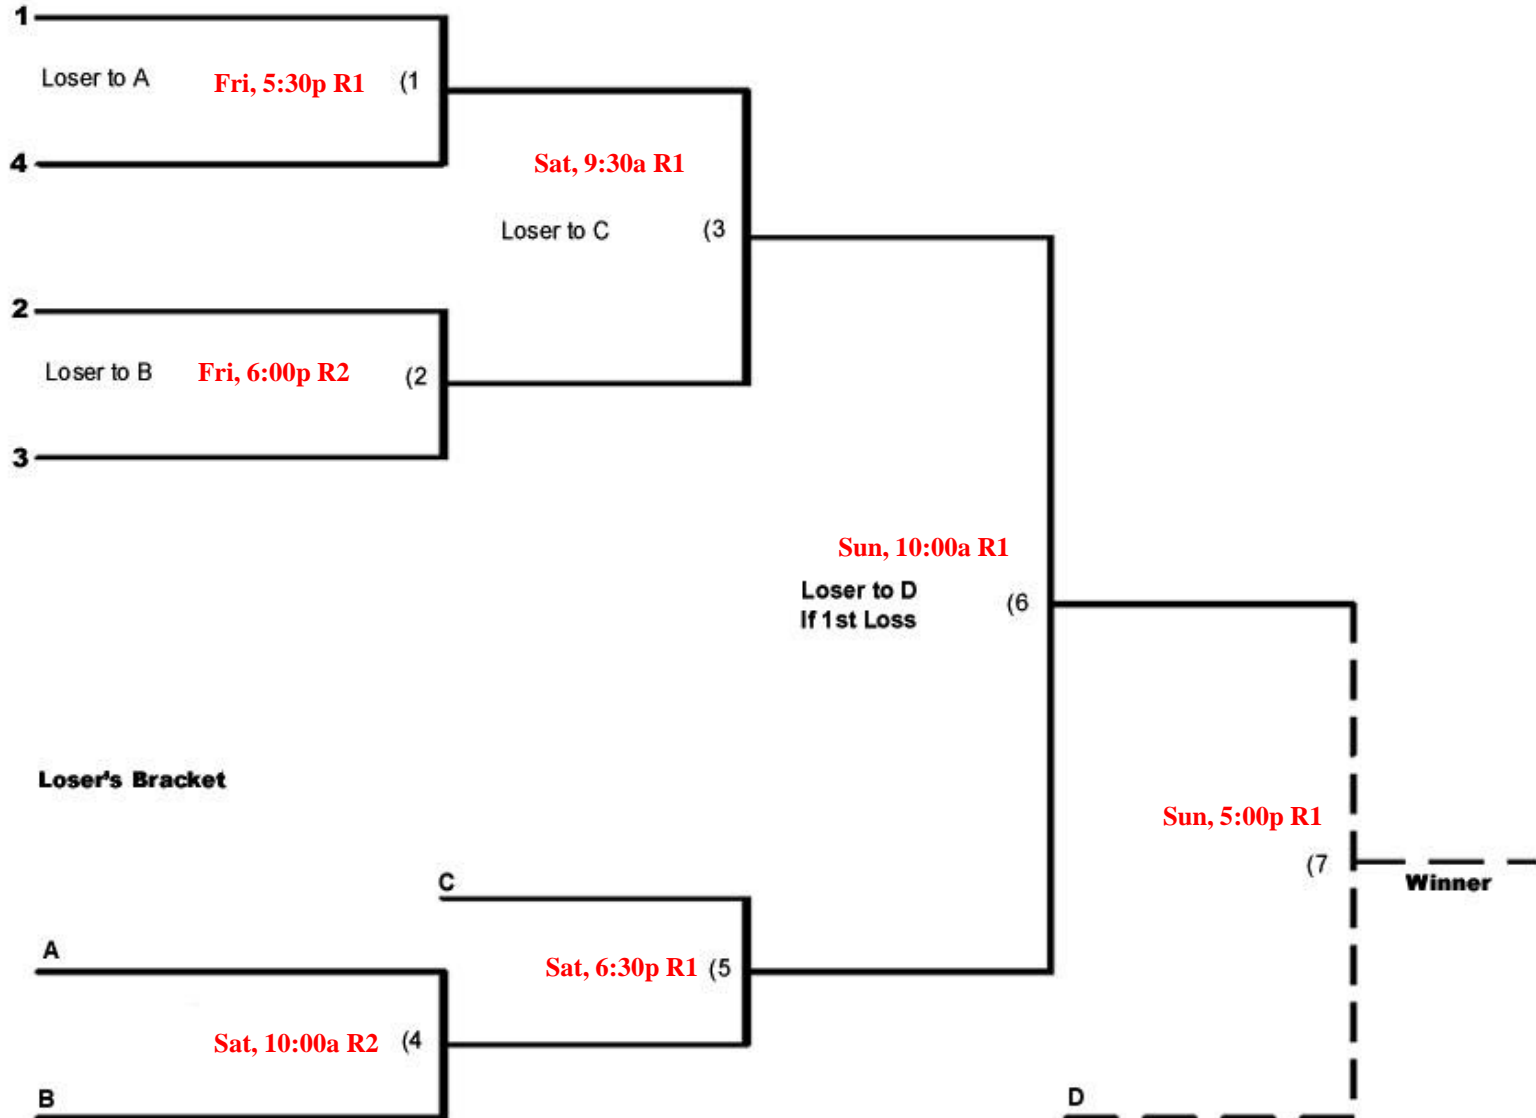 1
Loser to A
Fri, 5:30p R1
(1
4
Sat, 9:30a R1
Loser to C
(3
2
Loser to B
Fri, 6:00p R2
(2
3
Sun, 10:00a R1
Loser to D
If 1st Loss
(6
Loser's Bracket
Sun, 5:00p R1
(7
Winner
C
A
Sat, 6:30p R1
(5
Sat, 10:00a R2
(4
B
D